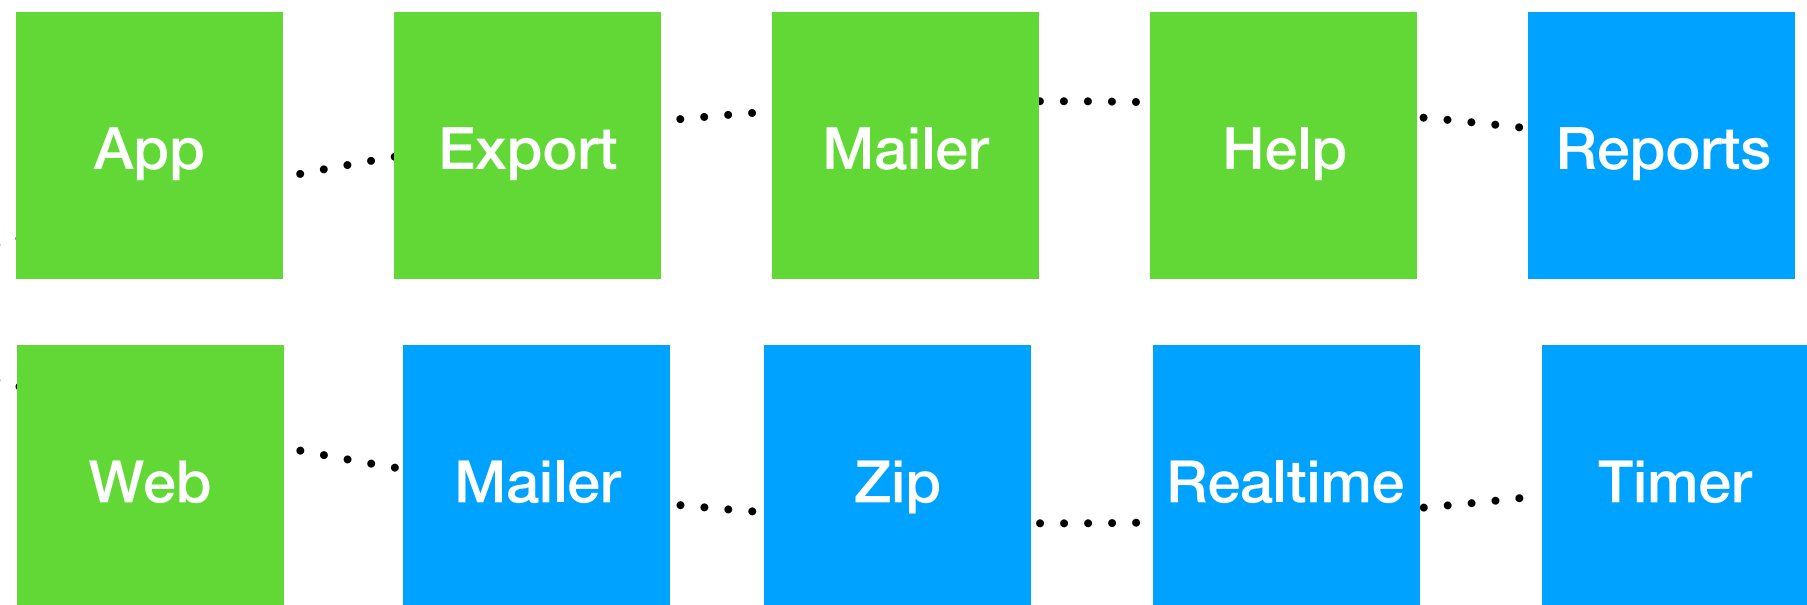 App
Export
Mailer
Help
Reports
Web
Mailer
Zip
Realtime
Timer